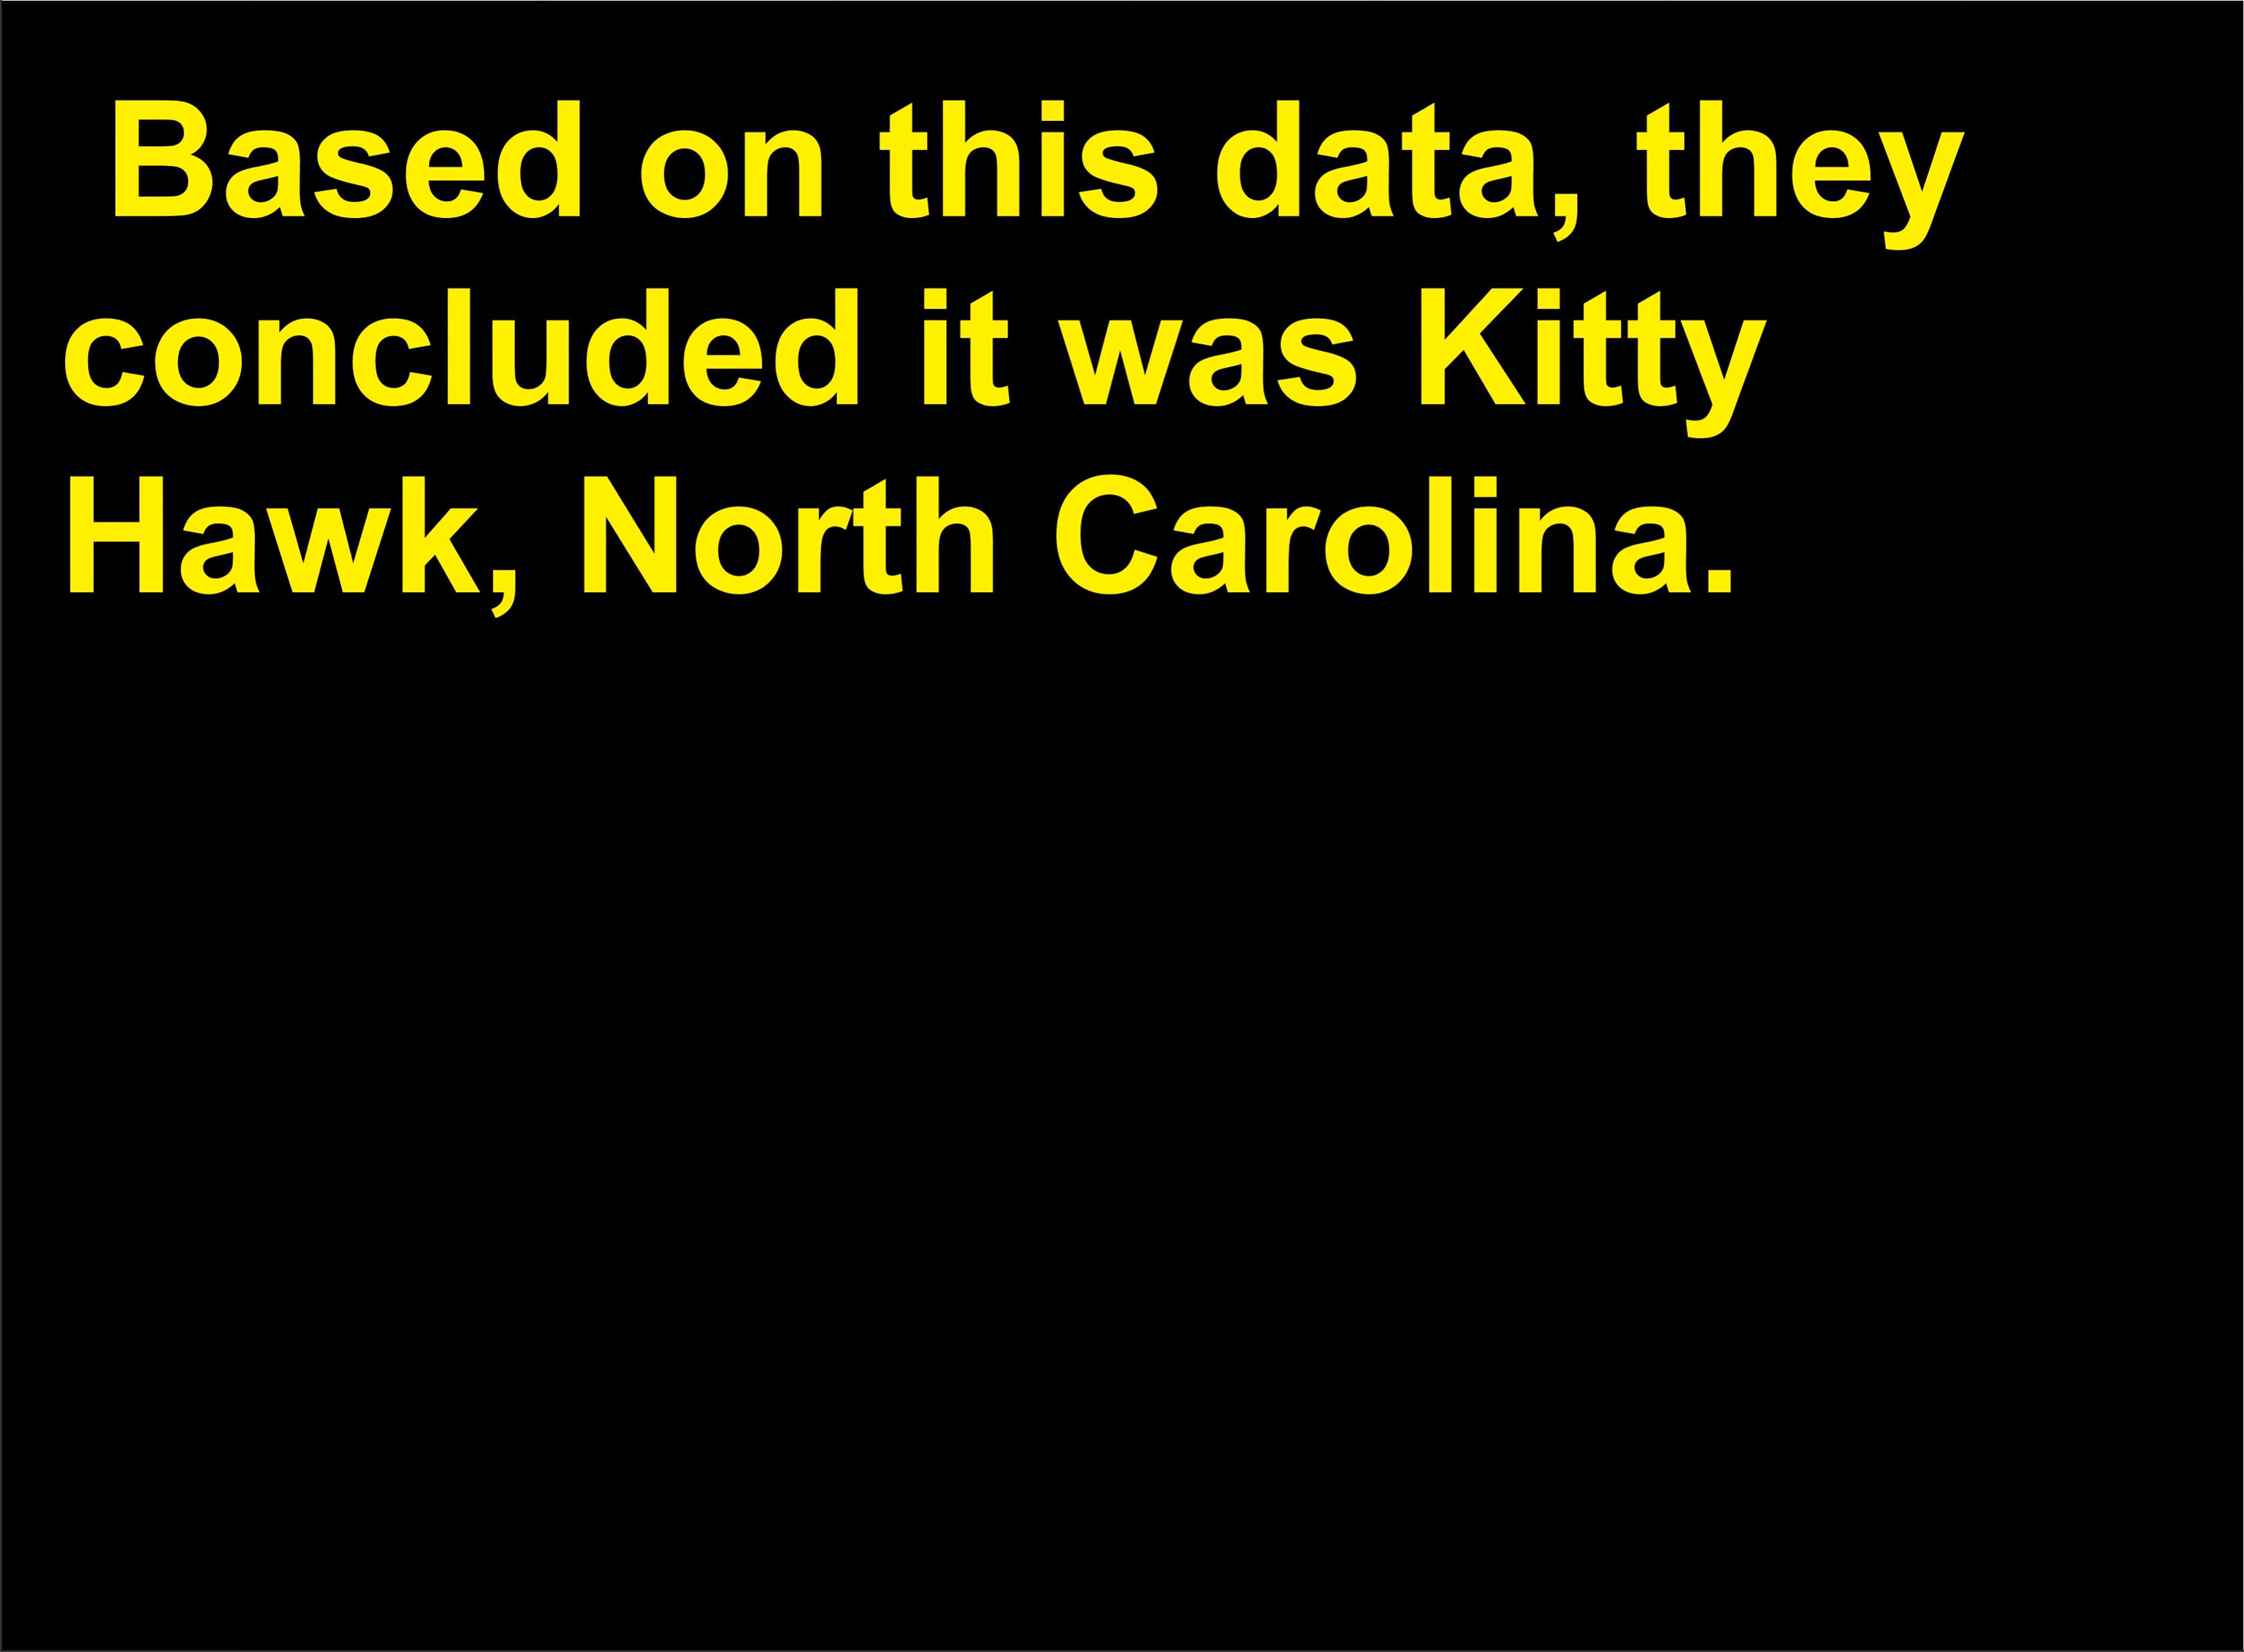 Based on this data, they
concluded it was Kitty
Hawk, North Carolina.